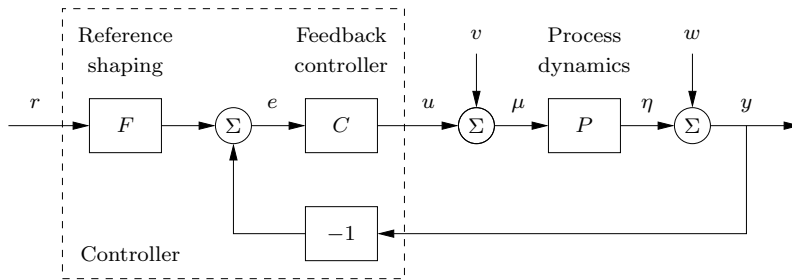 Reference
shaping
Feedback
controller
v
Process
dynamics
w
r
F
Σ
e
C
u
Σ
μ
P
η
Σ
y
−1
Controller